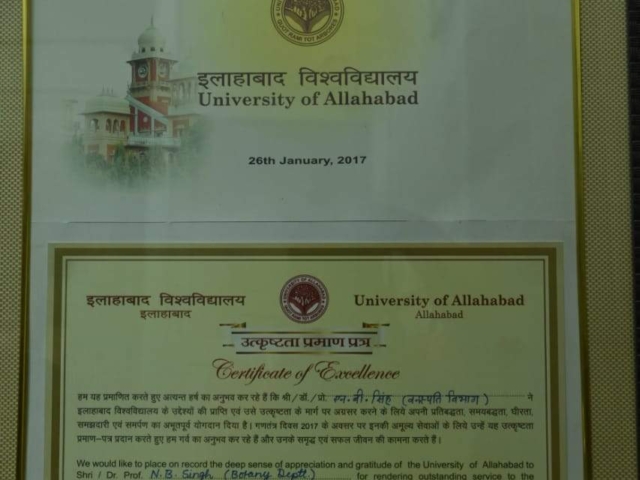 इलाहाबाद विश्वविद्यालय
University of Allahabad
26th January, 2017
इलाहाबाद विश्वविद्यालय
इलाहाबाद
University of Allahabad
Allahabad
उत्कृष्टता प्रमाण प्रत्र
Certificate of Excellence
हम यह प्रमाणित करते हुए अत्यन्त हर्ष का अनुभव कर रहे हैं कि श्री/डॉ./प्रो. एन.बी.सिंह (वनस्पति विभाग) ने
इलाहाबाद विश्वविद्यालय के उद्देश्यों की प्राप्ति एवं उसे उत्कृष्टता के मार्ग पर अग्रसर करने के लिये अपनी प्रतिबद्धता, समयबद्धता, धीरता,
समझदारी एवं समर्पण का अभूतपूर्व योगदान दिया है। गणतंत्र दिवस 2017 के अवसर पर इनकी अमूल्य सेवाओं के लिये उन्हें यह उत्कृष्टता
प्रमाण-पत्र प्रदान करते हुए हम गर्व का अनुभव कर रहे हैं और उनके समृद्ध एवं सफल जीवन की कामना करते हैं।
We would like to place on record the deep sense of appreciation and gratitude of the University of Allahabad to
Shri / Dr. Prof. N.B. Singh (Botany Deptt.) for rendering outstanding service to the